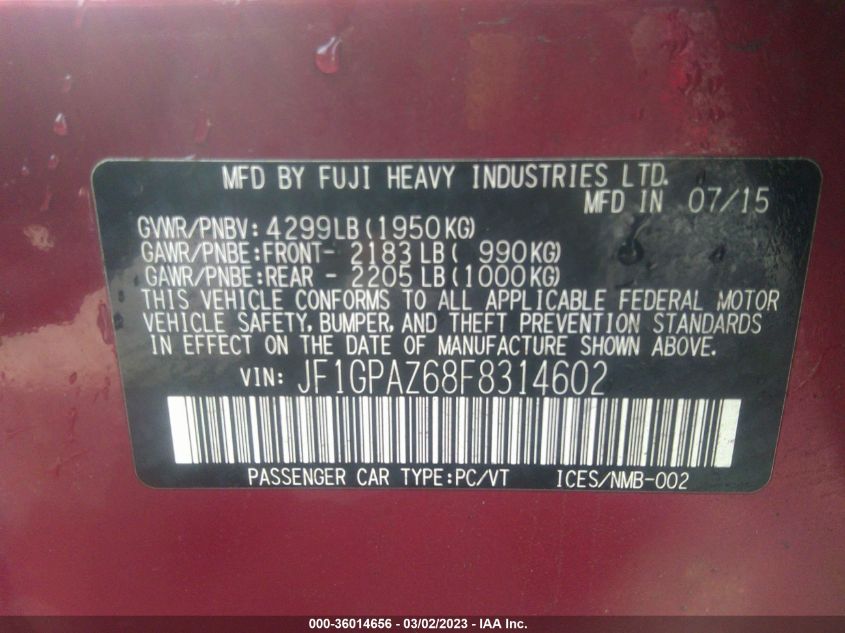 MFD BY FUJI HEAVY INDUSTRIES LTD.
MFD IN 07/15
GVWR/PNBV: 4299LB(1950KG)
GAWR/PNBE:FRONT- 2183 LB( 990KG)
GAWR/PNBE:REAR - 2205 LB(1000KG)
THIS VEHICLE CONFORMS TO ALL APPLICABLE FEDERAL MOTOR
VEHICLE SAFETY, BUMPER, AND THEFT PREVENTION STANDARDS
IN EFFECT ON THE DATE OF MANUFACTURE SHOWN ABOVE.
VIN: JF1GPAZ68F8314602
PASSENGER CAR TYPE:PC/VT ICES/NMB-002
000-36014656 - 03/02/2023 - IAA Inc.